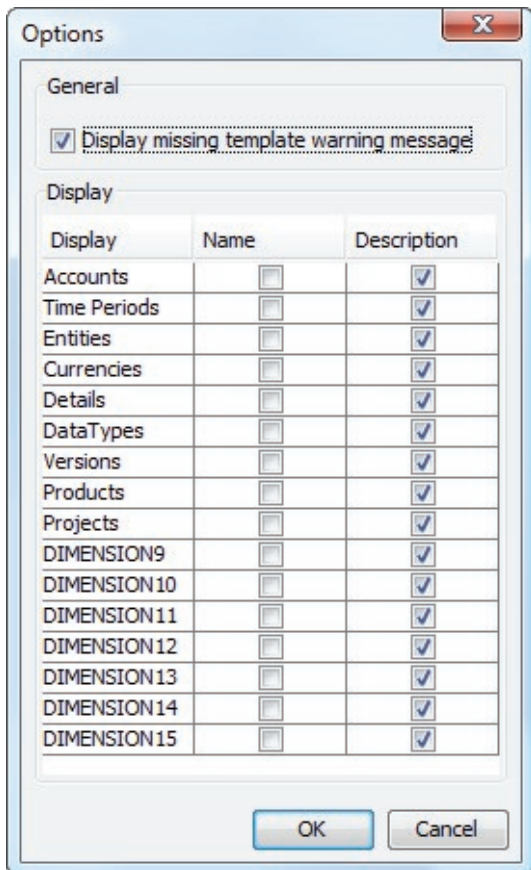 Options
General
Display missing template warning message
Display
Display Name Description
Accounts
Time Periods
Entities
Currencies
Details
DataTypes
Versions
Products
Projects
DIMENSION9
DIMENSION10
DIMENSION11
DIMENSION12
DIMENSION13
DIMENSION14
DIMENSION15
OK Cancel